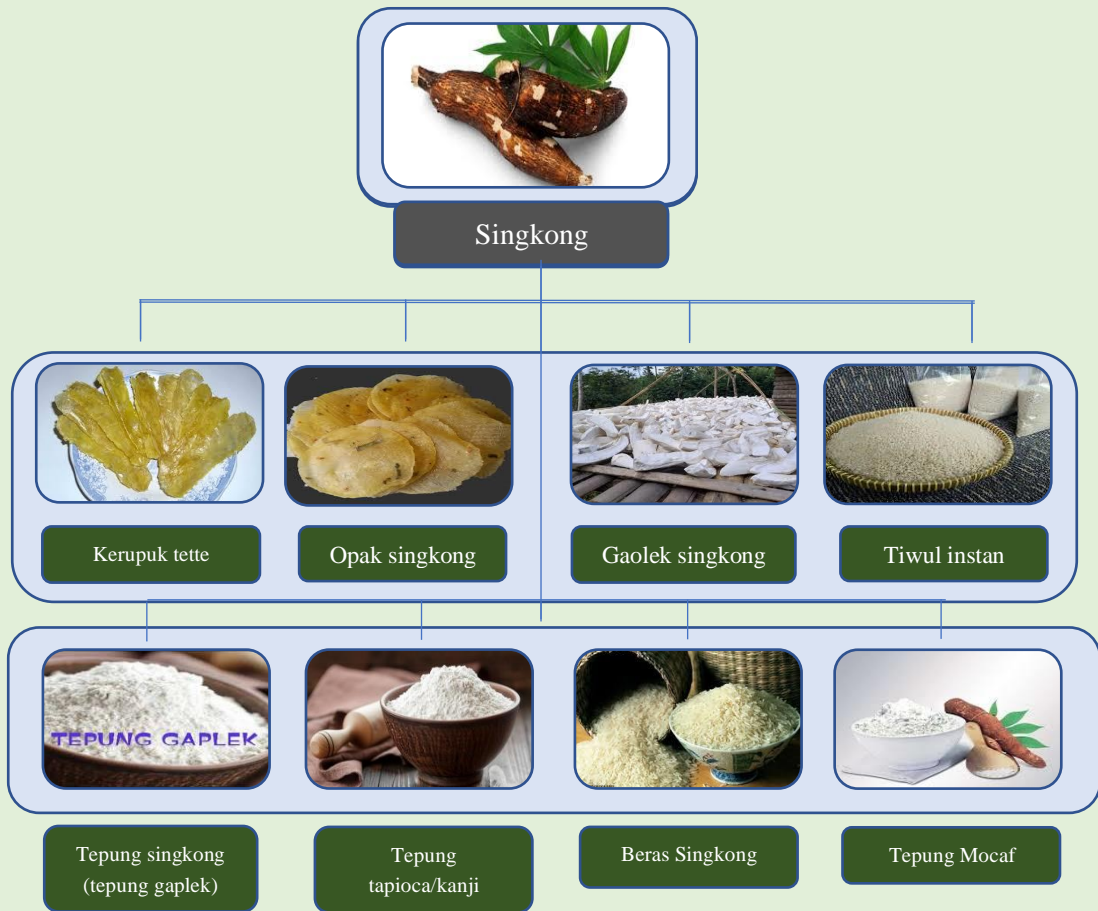 Singkong
Kerupuk tette
Opak singkong
Gaolek singkong
Tiwul instan
TEPUNG GAPLEK
Tepung singkong
(tepung gaplek)
Tepung
tapioca/kanji
Beras Singkong
Tepung Mocaf